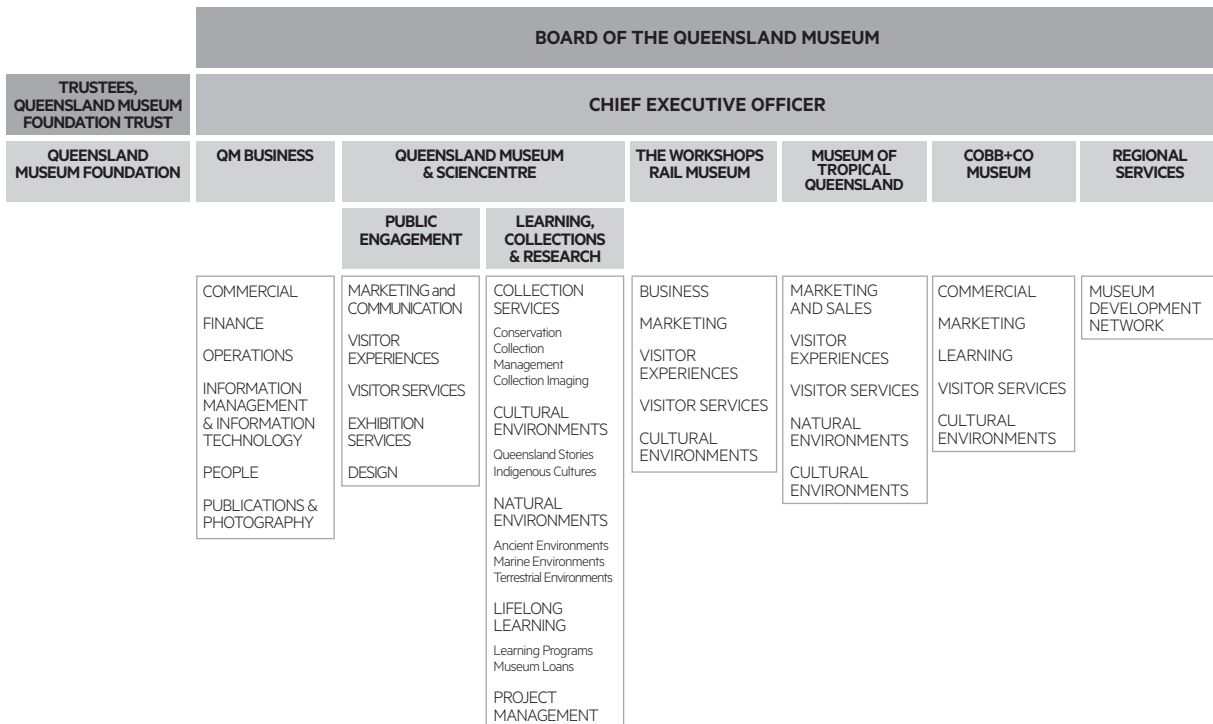 BOARD OF THE QUEENSLAND MUSEUM
TRUSTEES,
QUEENSLAND MUSEUM
FOUNDATION TRUST
CHIEF EXECUTIVE OFFICER
QUEENSLAND
MUSEUM FOUNDATION
QM BUSINESS
QUEENSLAND MUSEUM
& SCIENCENTRE
THE WORKSHOPS
RAIL MUSEUM
MUSEUM OF
TROPICAL
QUEENSLAND
COBB+CO
MUSEUM
REGIONAL
SERVICES
PUBLIC
ENGAGEMENT
LEARNING,
COLLECTIONS
& RESEARCH
COMMERCIAL
FINANCE
OPERATIONS
INFORMATION
MANAGEMENT
& INFORMATION
TECHNOLOGY
PEOPLE
PUBLICATIONS &
PHOTOGRAPHY
MARKETING and
COMMUNICATION
VISITOR
EXPERIENCES
VISITOR SERVICES
EXHIBITION
SERVICES
DESIGN
COLLECTION
SERVICES
Conservation
Collection
Management
Collection Imaging
CULTURAL
ENVIRONMENTS
Queensland Stories
Indigenous Cultures
NATURAL
ENVIRONMENTS
Ancient Environments
Marine Environments
Terrestrial Environments
LIFELONG
LEARNING
Learning Programs
Museum Loans
PROJECT
MANAGEMENT
BUSINESS
MARKETING
VISITOR
EXPERIENCES
VISITOR SERVICES
CULTURAL
ENVIRONMENTS
MARKETING
AND SALES
VISITOR
EXPERIENCES
VISITOR SERVICES
NATURAL
ENVIRONMENTS
CULTURAL
ENVIRONMENTS
COMMERCIAL
MARKETING
LEARNING
VISITOR SERVICES
CULTURAL
ENVIRONMENTS
MUSEUM
DEVELOPMENT
NETWORK